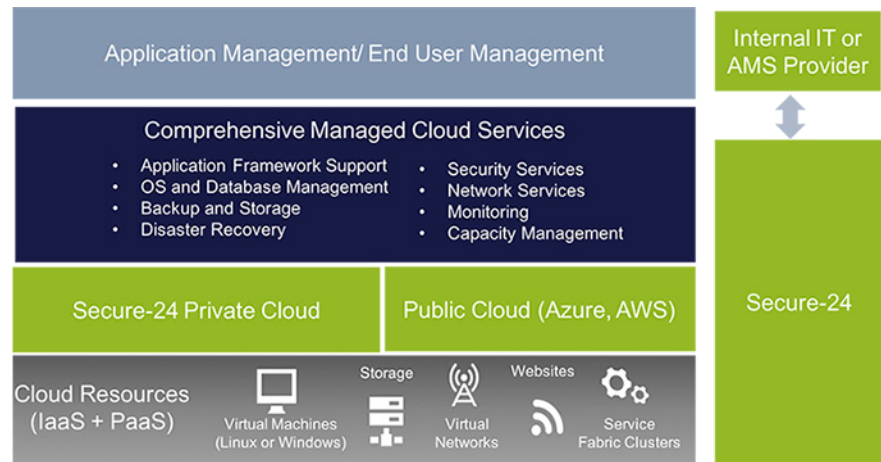 Application Management/ End User Management
Internal IT or
AMS Provider
Comprehensive Managed Cloud Services
• Application Framework Support
• OS and Database Management
• Backup and Storage
• Disaster Recovery
• Security Services
• Network Services
• Monitoring
• Capacity Management
Secure-24 Private Cloud
Public Cloud (Azure, AWS)
Secure-24
Cloud Resources
(IaaS + PaaS)
Virtual Machines
(Linux or Windows)
Storage
Virtual
Networks
Websites
Service
Fabric Clusters